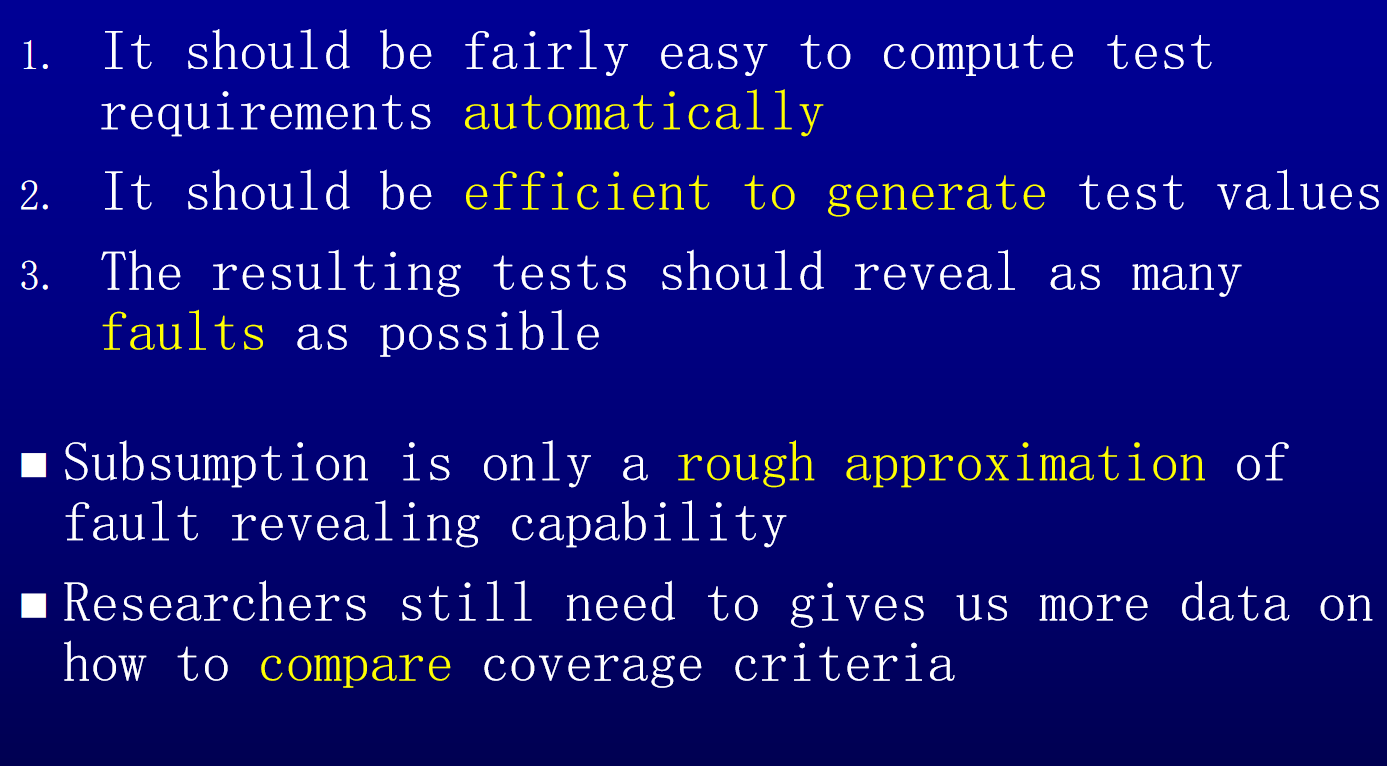 1. It should be fairly easy to compute test
requirements automatically
2. It should be efficient to generate test values
3. The resulting tests should reveal as many
faults as possible
■ Subsumption is only a rough approximation of
fault revealing capability
■ Researchers still need to gives us more data on
how to compare coverage criteria